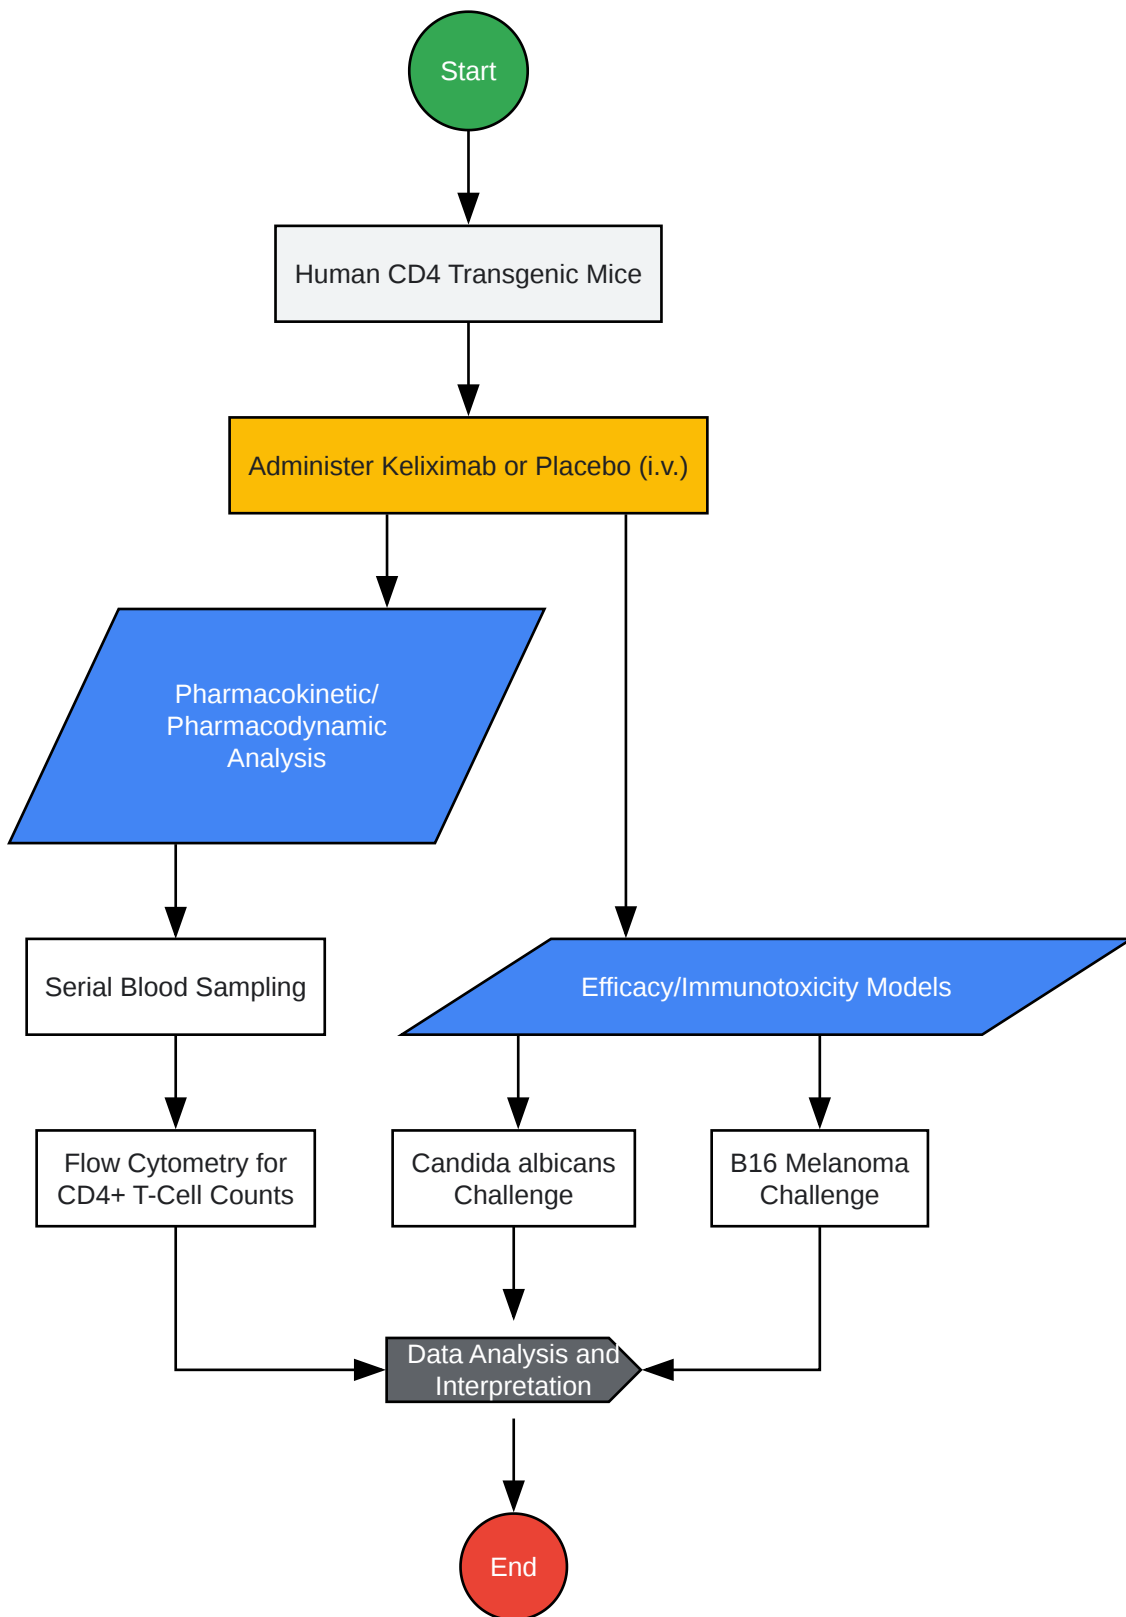 Start
Human CD4 Transgenic Mice
Administer Keliximab or Placebo (i.v.)
Pharmacokinetic/
Pharmacodynamic
Analysis
Serial Blood Sampling
Efficacy/Immunotoxicity Models
Flow Cytometry for
CD4+ T-Cell Counts
Candida albicans
Challenge
B16 Melanoma
Challenge
Data Analysis and
Interpretation
End